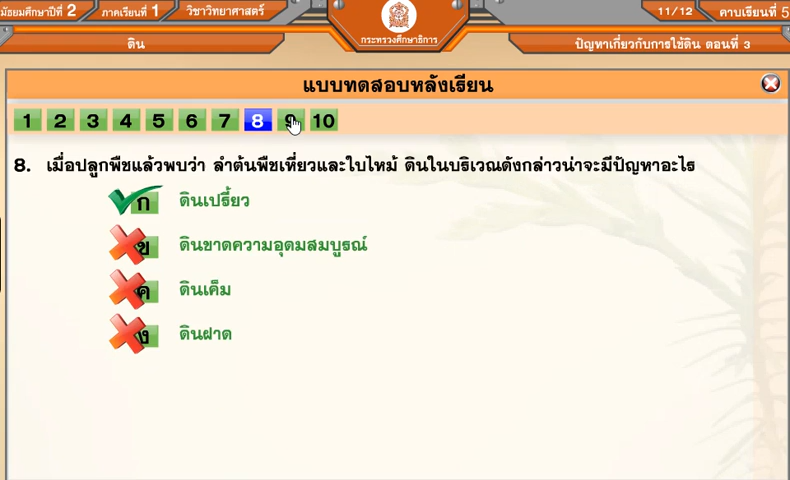 มัธยมศึกษาปีที่ 2 ภาคเรียนที่ 1 วิชาวิทยาศาสตร์ กระทรวงศึกษาธิการ 11/12 คาบเรียนที่ 5
ดิน ปัญหาเกี่ยวกับการใช้ดิน ตอนที่ 3
แบบทดสอบหลังเรียน
1 2 3 4 5 6 7 8 9 10
8. เมื่อปลูกพืชแล้วพบว่า ลำต้นพืชเหี่ยวและใบไหม้ ดินในบริเวณดังกล่าวน่าจะมีปัญหาอะไร
ก ดินเปรี้ยว
ข ดินขาดความอุดมสมบูรณ์
ค ดินเค็ม
ง ดินฝาด